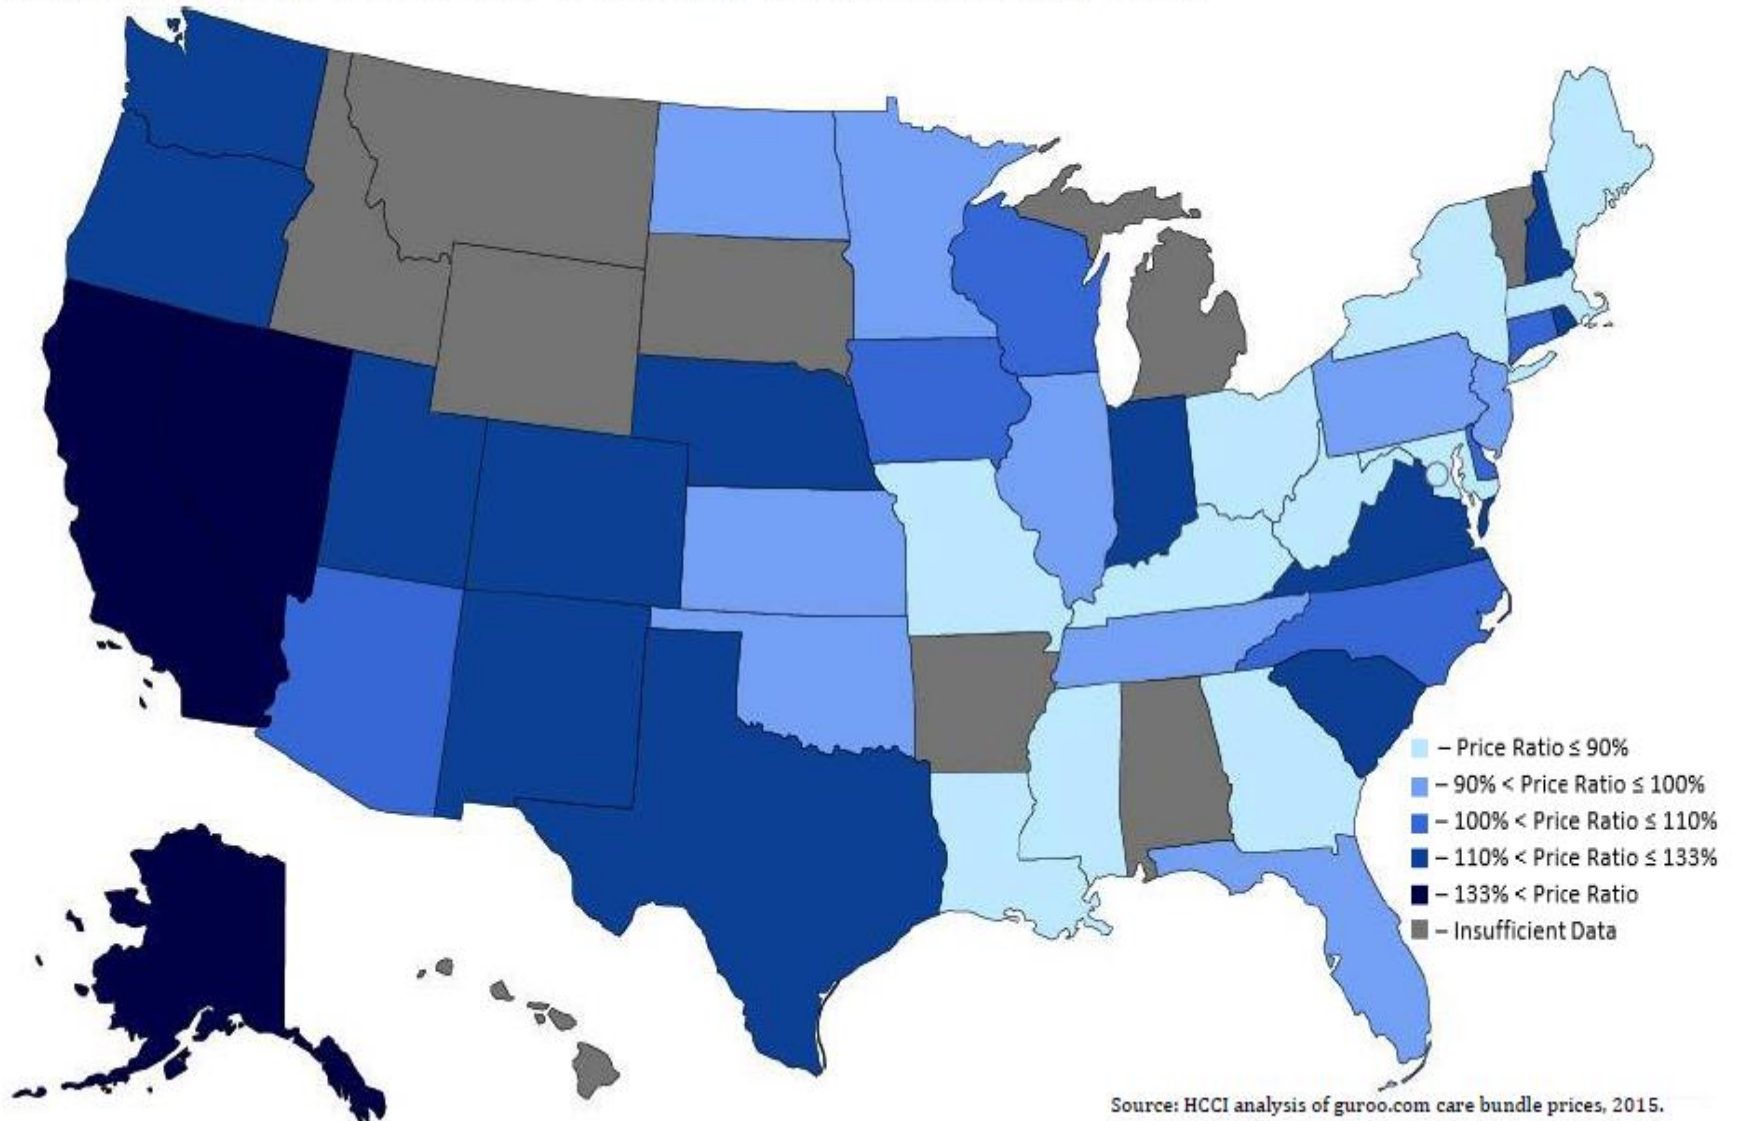 – Price Ratio ≤ 90%
– 90% < Price Ratio ≤ 100%
– 100% < Price Ratio ≤ 110%
– 110% < Price Ratio ≤ 133%
– 133% < Price Ratio
– Insufficient Data
Source: HCCI analysis of guroo.com care bundle prices, 2015.